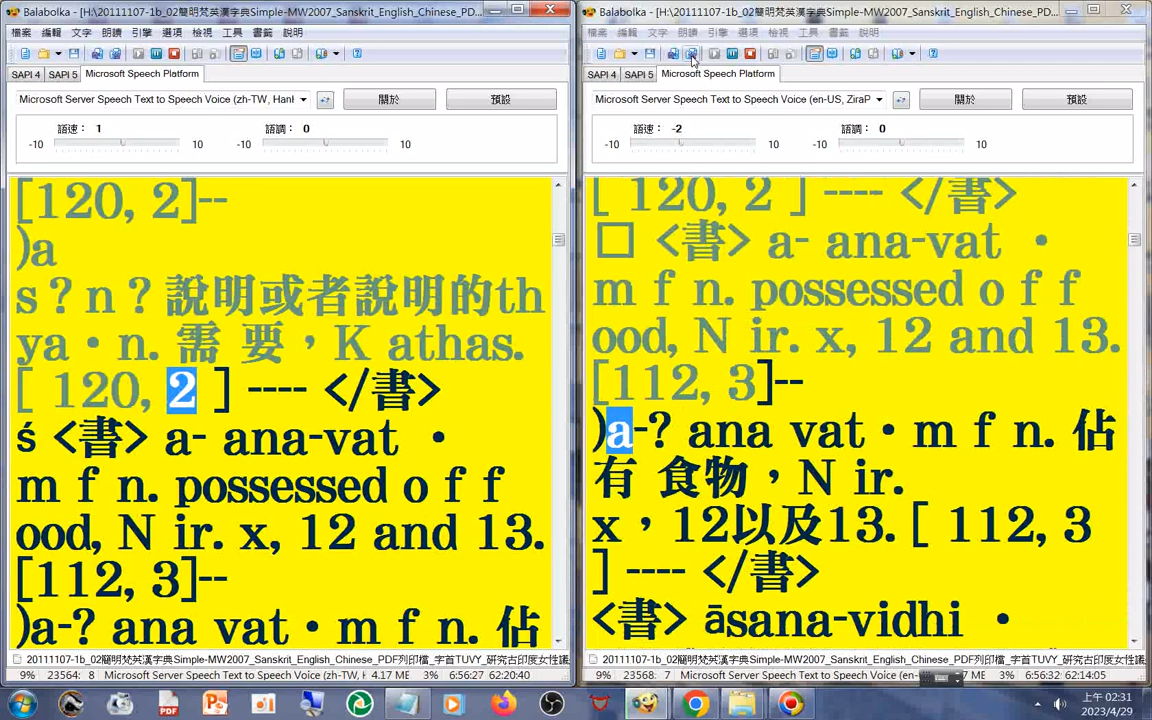 Balabolka - [H:\20111107-1b_02簡明梵英漢字典Simple-MW2007_Sanskrit_English_Chinese_PD...
檔案 編輯 文字 朗讀 引擎 選項 檢視 工具 書籤 說明
SAPI 4 SAPI 5 Microsoft Speech Platform
Microsoft Server Speech Text to Speech Voice (zh-TW, HanH 關於 預設
語速： 1 語調： 0
-10 10 -10 10
[120, 2]--
)a
s？n？說明或者說明的th
ya•n. 需 要，K athas.
[ 120, 2 ] ---- </書>
ś <書> a- ana-vat •
m f n. possessed o f f
ood, N ir. x, 12 and 13.
[112, 3]--
)a-? ana vat•m f n. 佔
20111107-1b_02簡明梵英漢字典Simple-MW2007_Sanskrit_English_Chinese_PDF列印檔_字首TUVY_研究古印度女性議
9% 23564: 8 Microsoft Server Speech Text to Speech Voice (zh-TW, H 4.17 ME 3% 6:56:27 62:20:40
Balabolka - [H:\20111107-1b_02簡明梵英漢字典Simple-MW2007_Sanskrit_English_Chinese_PD...
檔案 編輯 文字 朗讀 引擎 選項 檢視 工具 書籤 說明
SAPI 4 SAPI 5 Microsoft Speech Platform
Microsoft Server Speech Text to Speech Voice (en-US, ZiraP 關於 預設
語速： -2 語調： 0
-10 10 -10 10
[ 120, 2 ] ---- </書>
□ <書> a- ana-vat •
m f n. possessed o f f
ood, N ir. x, 12 and 13.
[112, 3]--
)a-? ana vat•m f n. 佔
有 食物，N ir.
x，12以及13. [ 112, 3
] ---- </書>
<書> āsana-vidhi •
20111107-1b_02簡明梵英漢字典Simple-MW2007_Sanskrit_English_Chinese_PDF列印檔_字首TUVY_研究古印度女性議
9% 23568: 7 Microsoft Server Speech Text to Speech 3% 6:56:32 62:14:05
上午 02:31
2023/4/29